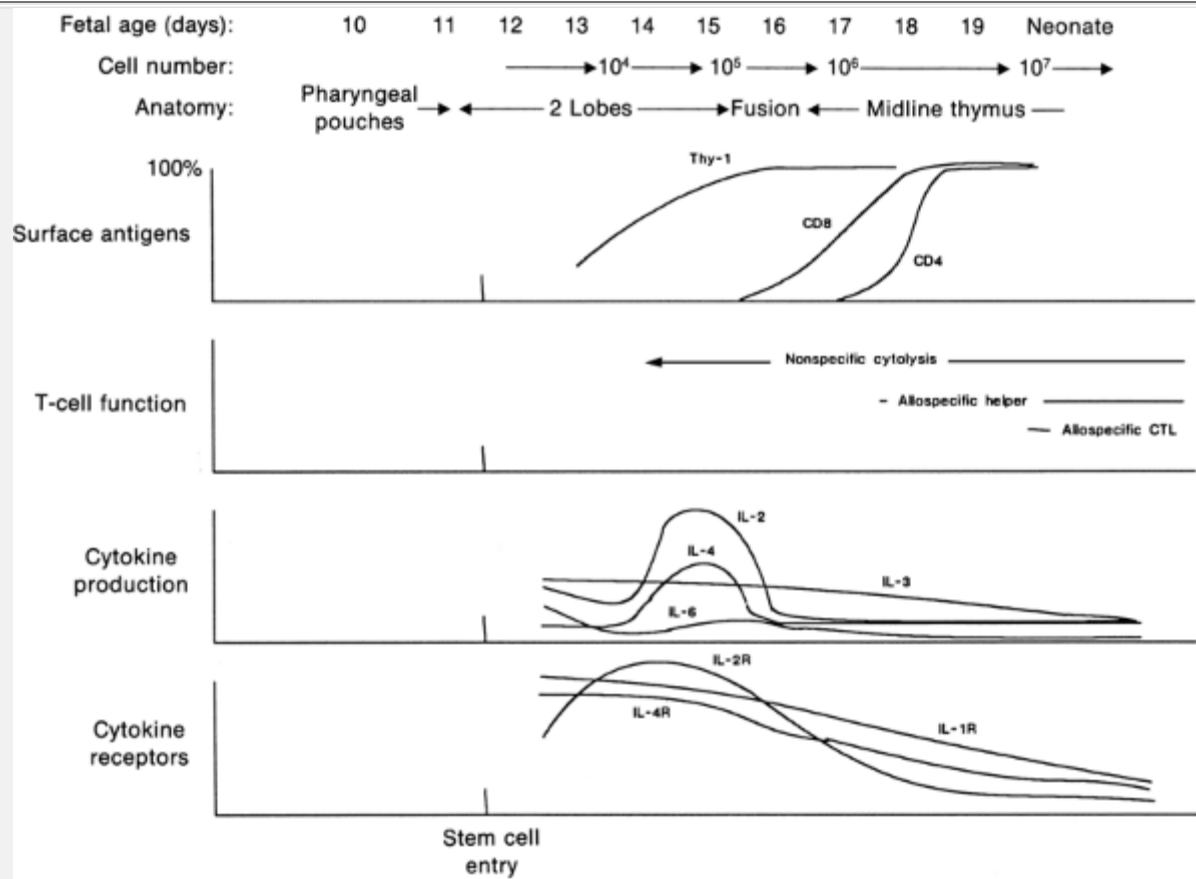 Fetal age (days): 10 11 12 13 14 15 16 17 18 19 Neonate
Cell number: 10⁴ 10⁵ 10⁶ 10⁷
Anatomy: Pharyngeal pouches 2 Lobes Fusion Midline thymus
100%
Thy-1
CD8
CD4
Surface antigens
Nonspecific cytolysis
T-cell function
Allospecific helper
Allospecific CTL
IL-2
IL-4
IL-3
IL-6
Cytokine
production
IL-2R
IL-4R
IL-1R
Cytokine
receptors
Stem cell
entry